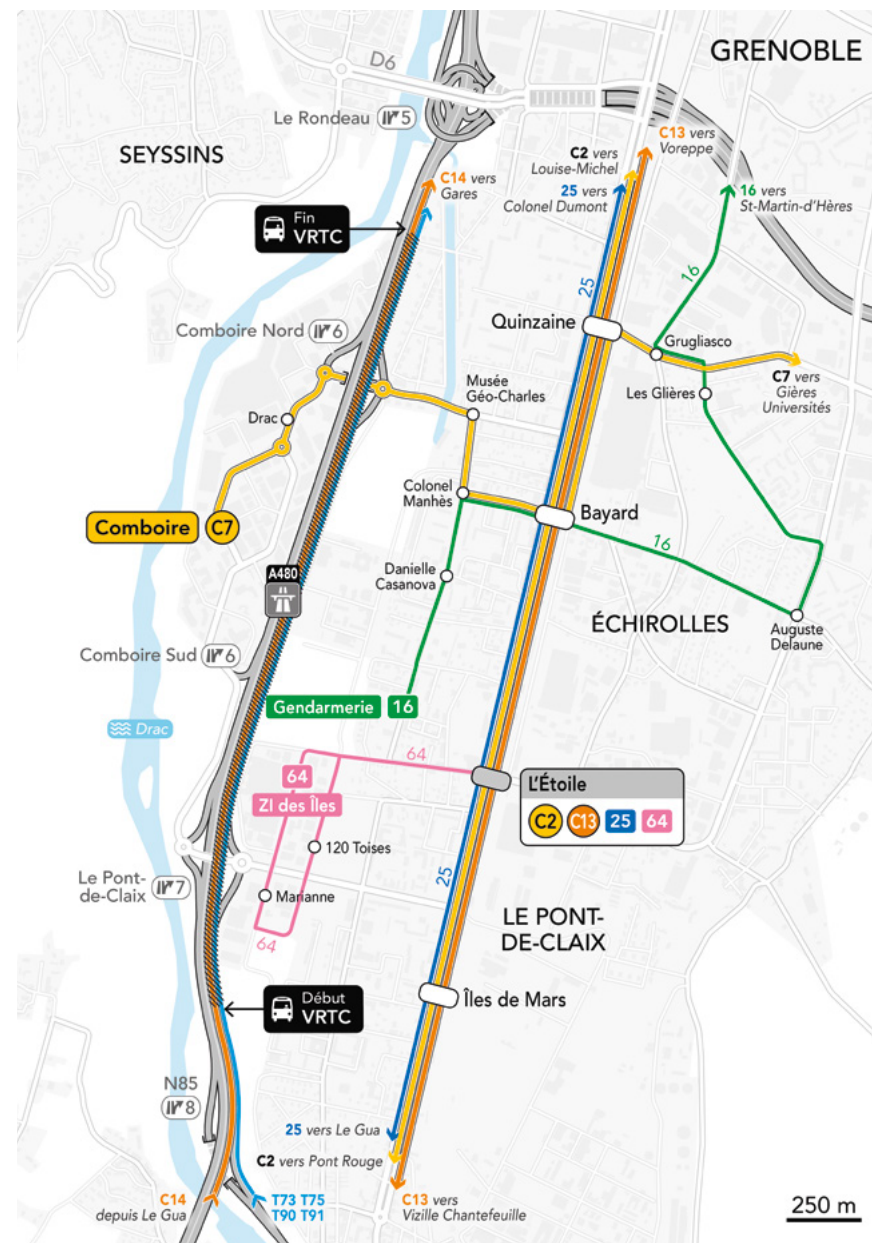 GRENOBLE
D6
Le Rondeau 5
SEYSSINS
C13 vers
Voreppe
C2 vers
Louise-Michel
C14 vers
Gares
25 vers
Colonel Dumont
16 vers
St-Martin-d'Hères
Fin
VRTC
16
25
Quinzaine
Comboire Nord 6
Grugliasco
C7 vers
Gières
Universités
Musée
Géo-Charles
Les Glières
Drac
Colonel
Manhès
Bayard
Comboire C7
16
A480
Danielle
Casanova
ÉCHIROLLES
Auguste
Delaune
Comboire Sud 6
Gendarmerie 16
Drac
64
64
ZI des Îles
L'Étoile
C2 C13 25 64
120 Toises
25
Le Pont-
de-Claix 7
Marianne
LE PONT-
DE-CLAIX
64
Début
VRTC
Îles de Mars
N85
8
25 vers Le Gua
C2 vers Pont Rouge
C14
depuis Le Gua
T73 T75
T90 T91
C13 vers
Vizille Chantefeuille
250 m